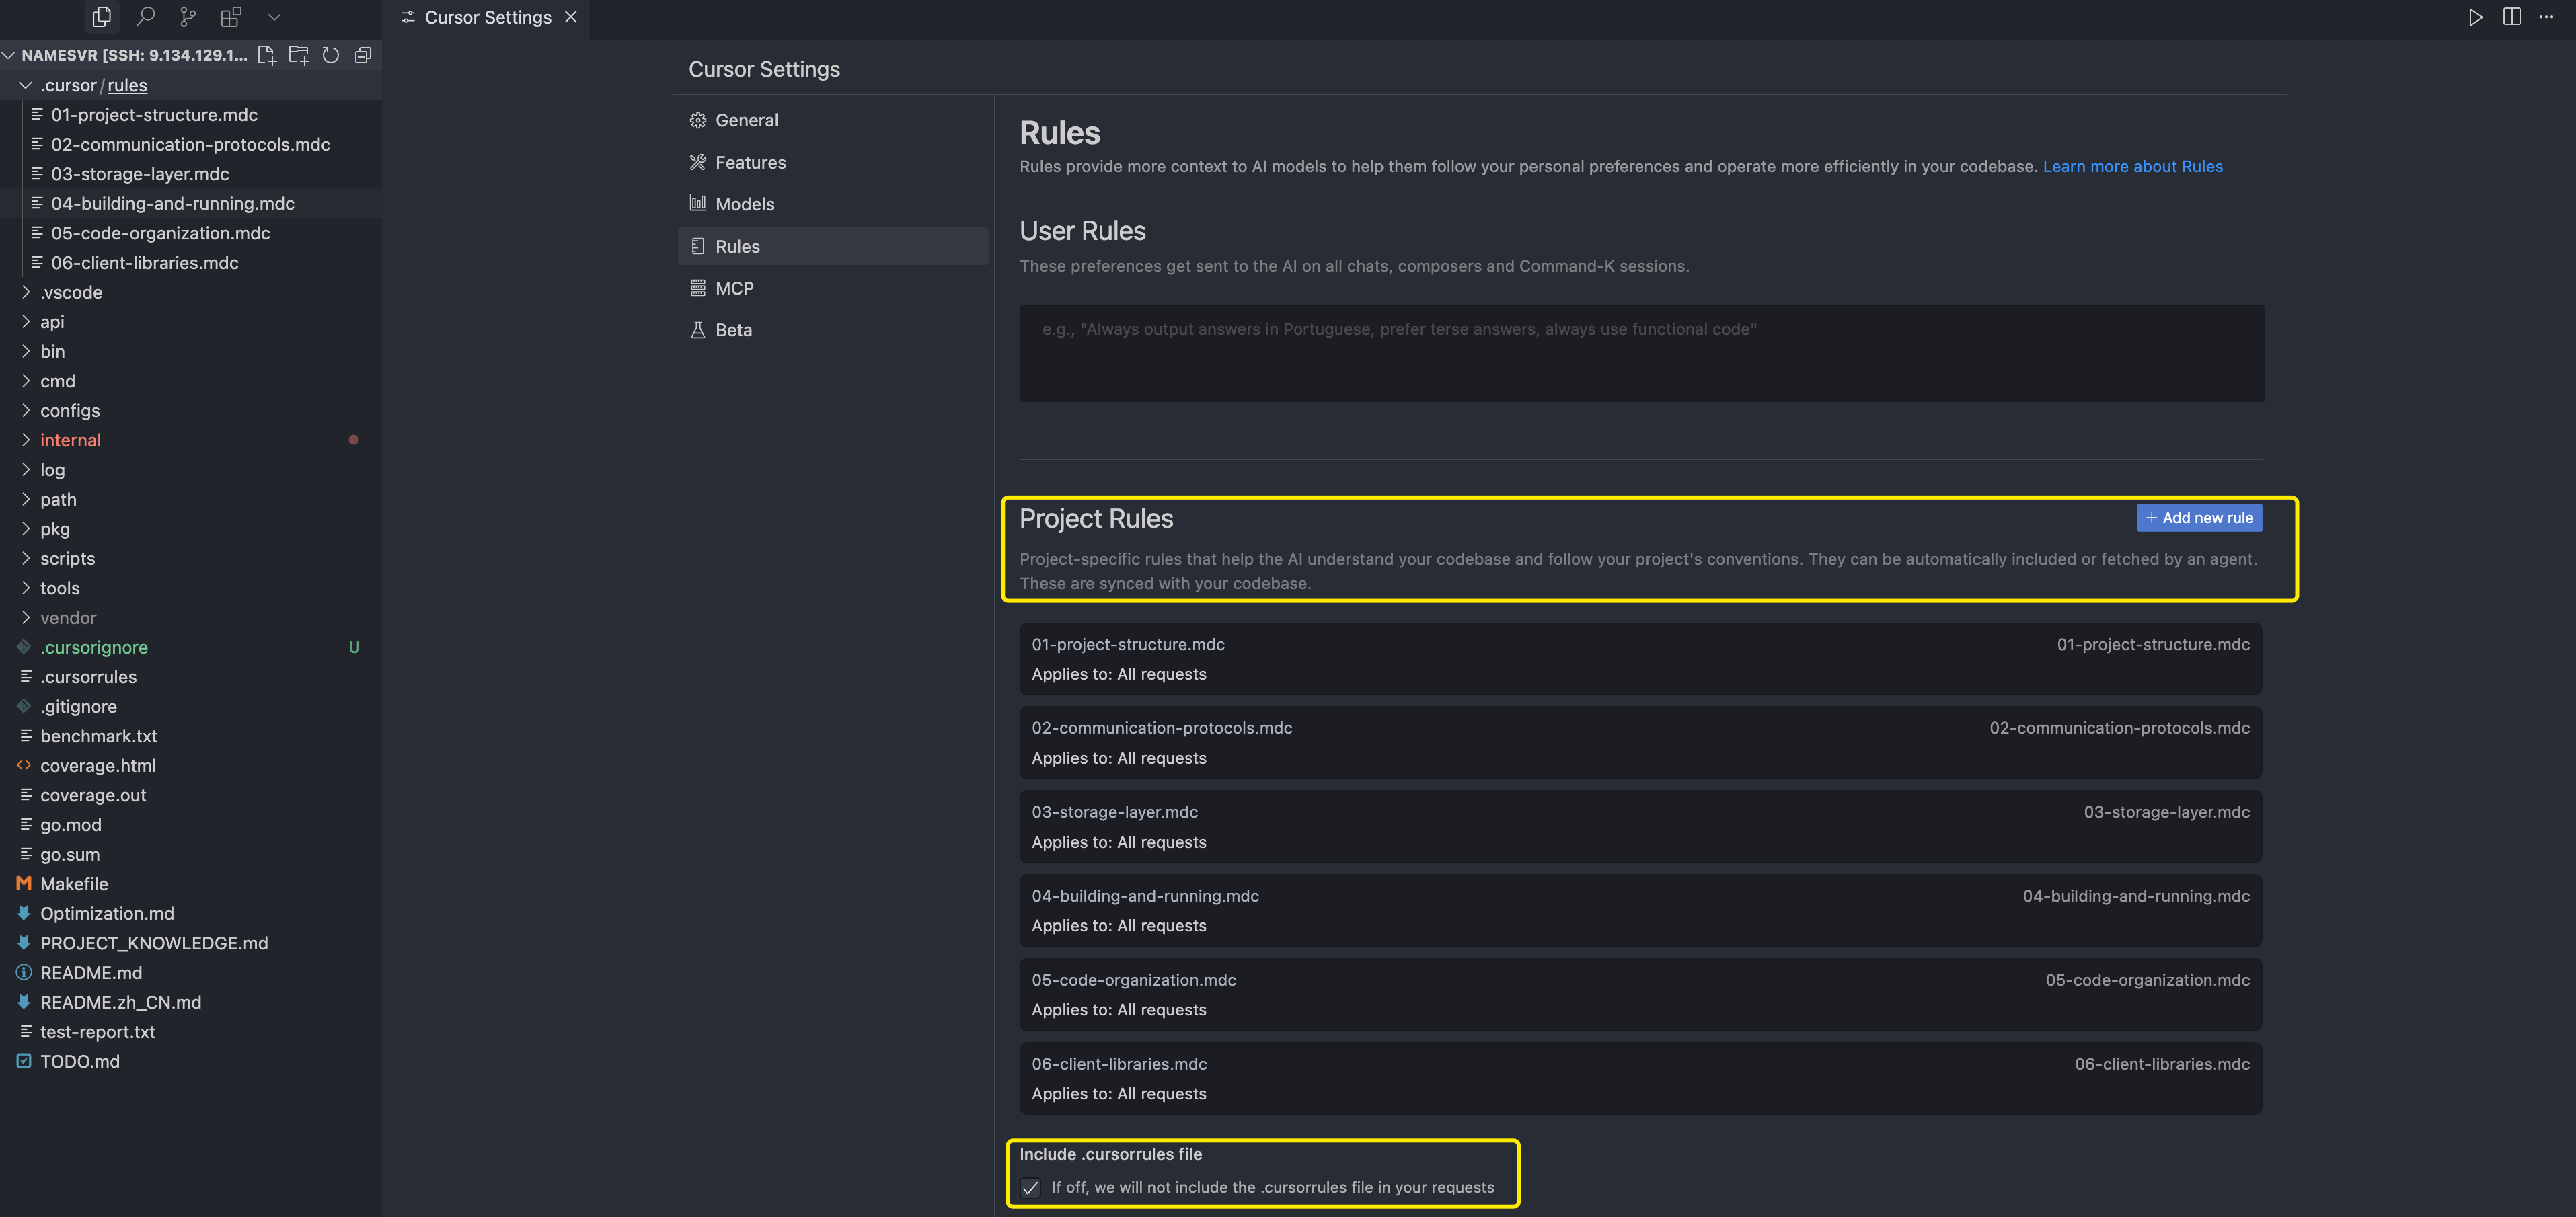 Cursor Settings
NAMESVR [SSH: 9.134.129.1...
.cursor/rules
01-project-structure.mdc
02-communication-protocols.mdc
03-storage-layer.mdc
04-building-and-running.mdc
05-code-organization.mdc
06-client-libraries.mdc
.vscode
api
bin
cmd
configs
internal
log
path
pkg
scripts
tools
vendor
.cursorignore U
.cursorrules
.gitignore
benchmark.txt
coverage.html
coverage.out
go.mod
go.sum
Makefile
Optimization.md
PROJECT_KNOWLEDGE.md
README.md
README.zh_CN.md
test-report.txt
TODO.md
Cursor Settings
General
Features
Models
Rules
MCP
Beta
Rules
Rules provide more context to AI models to help them follow your personal preferences and operate more efficiently in your codebase. Learn more about Rules
User Rules
These preferences get sent to the AI on all chats, composers and Command-K sessions.
e.g., "Always output answers in Portuguese, prefer terse answers, always use functional code"
Project Rules
+ Add new rule
Project-specific rules that help the AI understand your codebase and follow your project's conventions. They can be automatically included or fetched by an agent.
These are synced with your codebase.
01-project-structure.mdc 01-project-structure.mdc
Applies to: All requests
02-communication-protocols.mdc 02-communication-protocols.mdc
Applies to: All requests
03-storage-layer.mdc 03-storage-layer.mdc
Applies to: All requests
04-building-and-running.mdc 04-building-and-running.mdc
Applies to: All requests
05-code-organization.mdc 05-code-organization.mdc
Applies to: All requests
06-client-libraries.mdc 06-client-libraries.mdc
Applies to: All requests
Include .cursorrules file
If off, we will not include the .cursorrules file in your requests